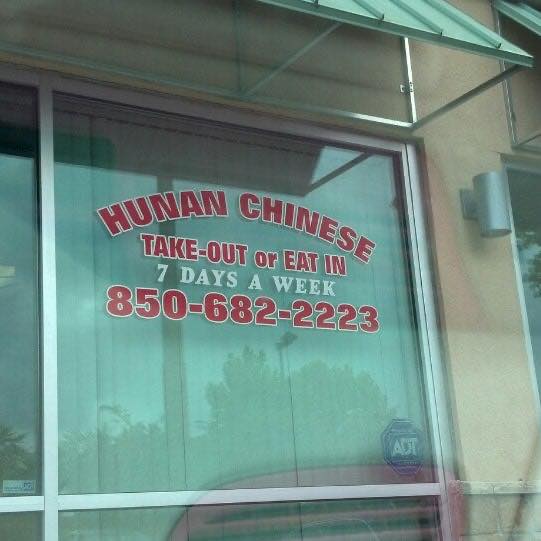 HUNAN CHINESE
TAKE-OUT or EAT IN
7 DAYS A WEEK
850-682-2223
ADT